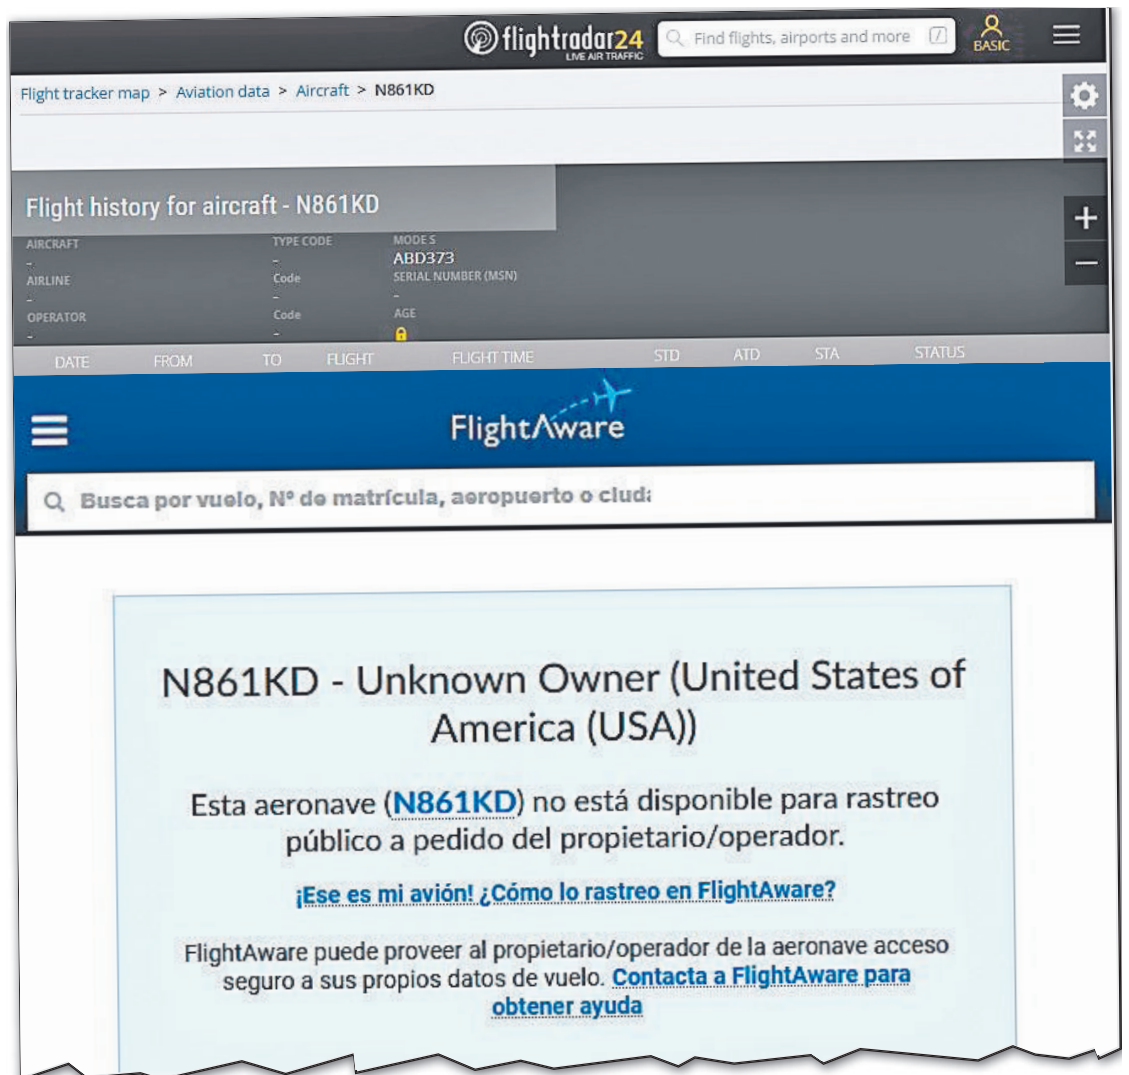 flightradar24
LIVE AIR TRAFFIC
Find flights, airports and more /
BASIC
Flight tracker map > Aviation data > Aircraft > N861KD
Flight history for aircraft - N861KD
AIRCRAFT TYPE CODE MODE S
- - ABD373
AIRLINE Code SERIAL NUMBER (MSN)
- - -
OPERATOR Code AGE
- -
DATE FROM TO FLIGHT FLIGHT TIME STD ATD STA STATUS
FlightAware
Busca por vuelo, Nº de matrícula, aeropuerto o ciuda
N861KD - Unknown Owner (United States of
America (USA))
Esta aeronave (N861KD) no está disponible para rastreo
público a pedido del propietario/operador.
¡Ese es mi avión! ¿Cómo lo rastreo en FlightAware?
FlightAware puede proveer al propietario/operador de la aeronave acceso
seguro a sus propios datos de vuelo. Contacta a FlightAware para
obtener ayuda